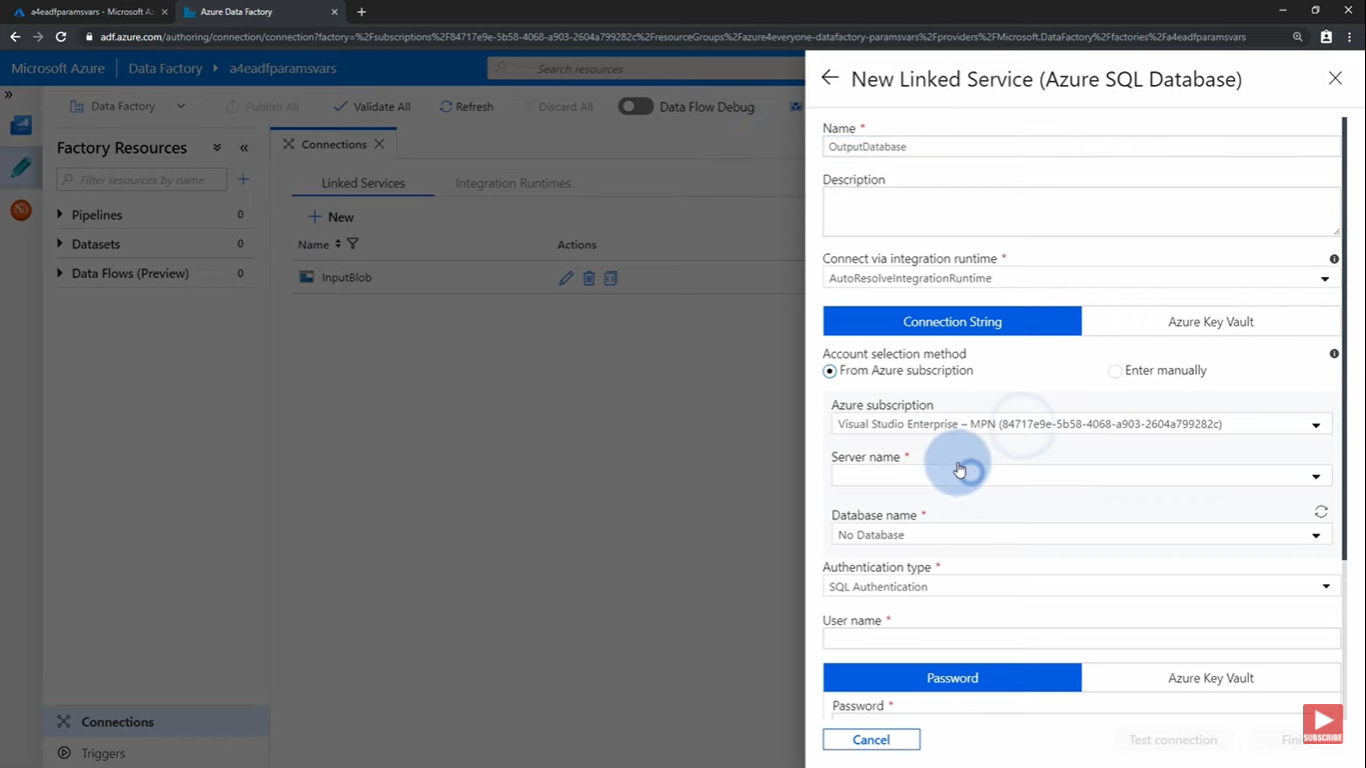 a4eadfparamsvars - Microsoft Az
Azure Data Factory
adf.azure.com/authoring/connection/connection?factory=%2Fsubscriptions%2F84717e9e-5b58-4068-a903-2604a799282c%2FresourceGroups%2Fazure4everyone-datafactory-paramsvars%2Fproviders%2FMicrosoft.DataFactory%2Ffactories%2Fa4eadfparamsvars
Microsoft Azure
Data Factory
a4eadfparamsvars
Search resources
Data Factory
Publish All
Validate All
Refresh
Discard All
Data Flow Debug
Factory Resources
Filter resources by name
Pipelines 0
Datasets 0
Data Flows (Preview) 0
Connections
Triggers
Connections
Linked Services
Integration Runtimes
New
Name
Actions
InputBlob
New Linked Service (Azure SQL Database)
Name *
OutputDatabase
Description
Connect via integration runtime *
AutoResolveIntegrationRuntime
Connection String
Azure Key Vault
Account selection method
From Azure subscription
Enter manually
Azure subscription
Visual Studio Enterprise – MPN (84717e9e-5b58-4068-a903-2604a799282c)
Server name *
Database name *
No Database
Authentication type *
SQL Authentication
User name *
Password
Azure Key Vault
Password *
Cancel
Test connection
SUBSCRIBE